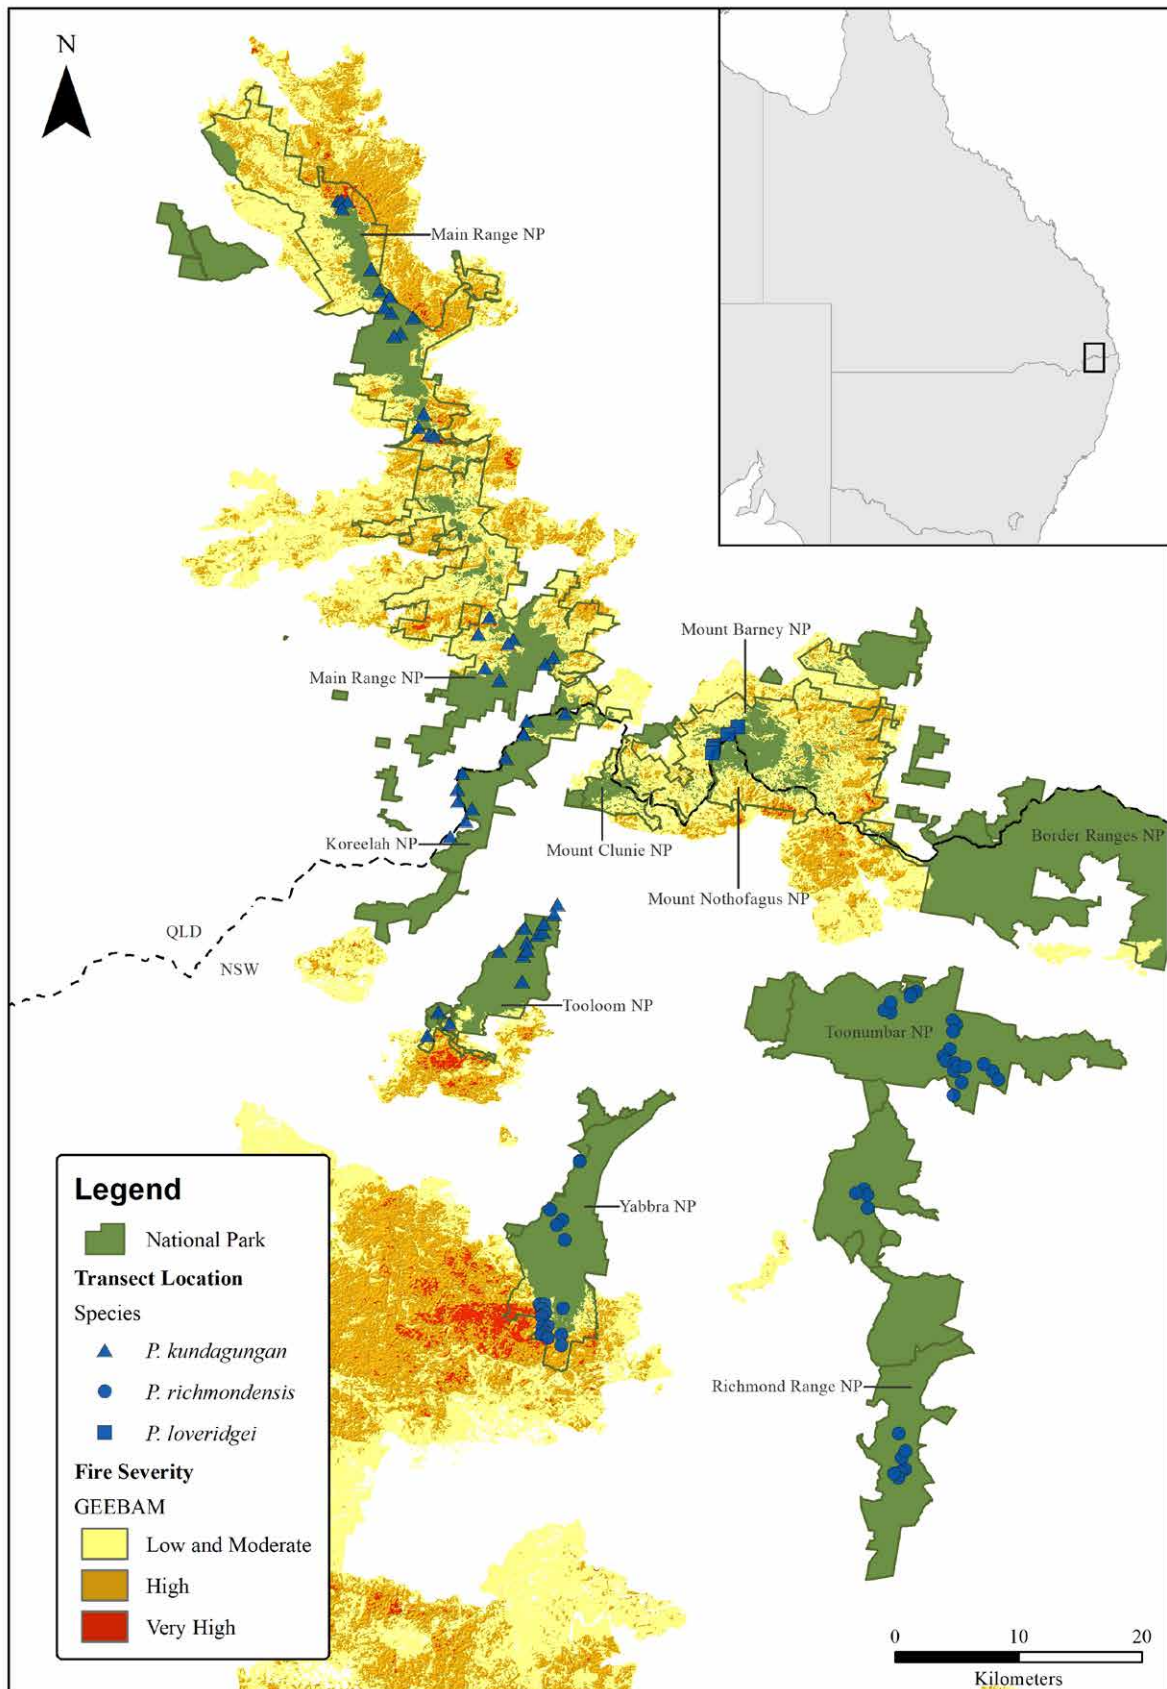 N
Main Range NP
Mount Barney NP
Main Range NP
Koreelah NP
Mount Clunie NP
Border Ranges NP
Mount Nothofagus NP
QLD
NSW
Tooloom NP
Toonumbar NP
Yabbra NP
Richmond Range NP
Legend
National Park
Transect Location
Species
P. kundagungan
P. richmondensis
P. loveridgei
Fire Severity
GEEBAM
Low and Moderate
High
Very High
0 10 20
Kilometers